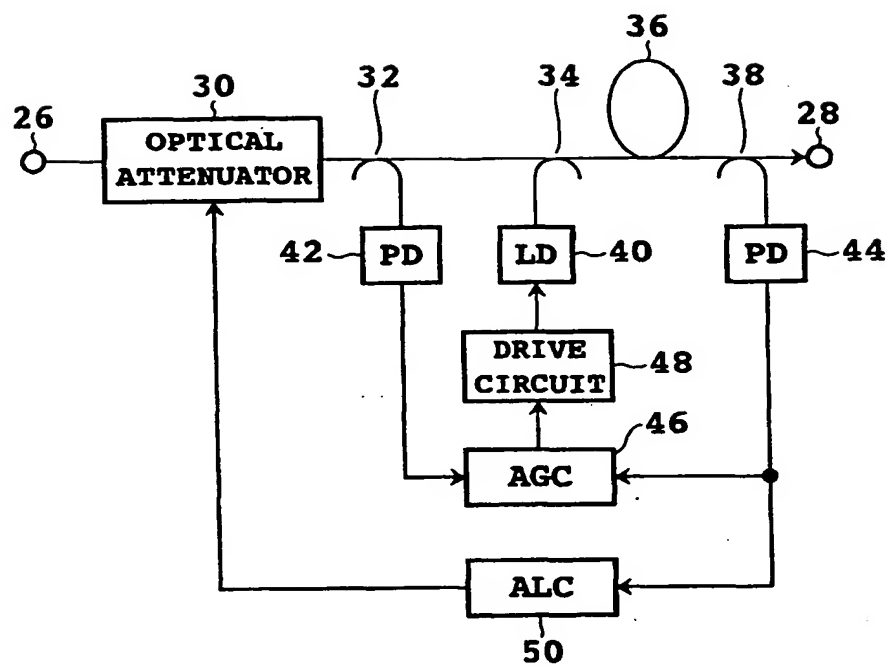 36
30
32
34
38
26
28
OPTICAL
ATTENUATOR
42
PD
LD
40
PD
44
DRIVE
CIRCUIT
48
46
AGC
ALC
50